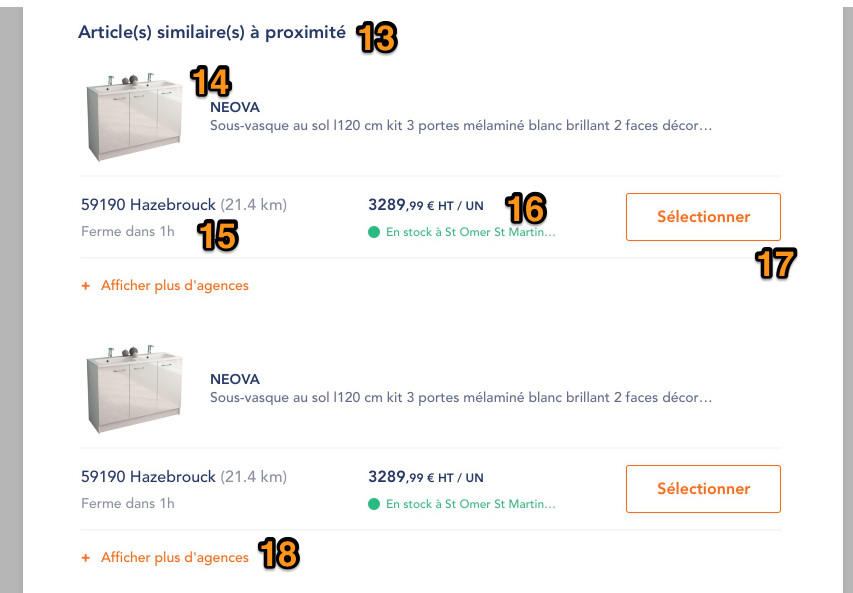 Article(s) similaire(s) à proximité 13
14
NEOVA
Sous-vasque au sol l120 cm kit 3 portes mélaminé blanc brillant 2 faces décor…
59190 Hazebrouck (21.4 km)
3289,99 € HT / UN
16
Sélectionner
Ferme dans 1h
15
En stock à St Omer St Martin…
17
+ Afficher plus d'agences
NEOVA
Sous-vasque au sol l120 cm kit 3 portes mélaminé blanc brillant 2 faces décor…
59190 Hazebrouck (21.4 km)
3289,99 € HT / UN
Sélectionner
Ferme dans 1h
En stock à St Omer St Martin…
+ Afficher plus d'agences 18